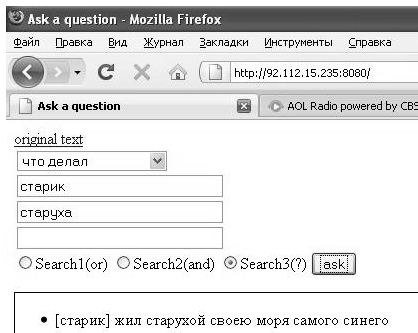 Ask a question - Mozilla Firefox
Файл Правка Вид Журнал Закладки Инструменты Справка
http://92.112.15.235:8080/
Ask a question AOL Radio powered by CBS
original text
что делал
старик
старуха
Search1(or) Search2(and) Search3(?) ask
• [старик] жил старухой своею моря самого синего